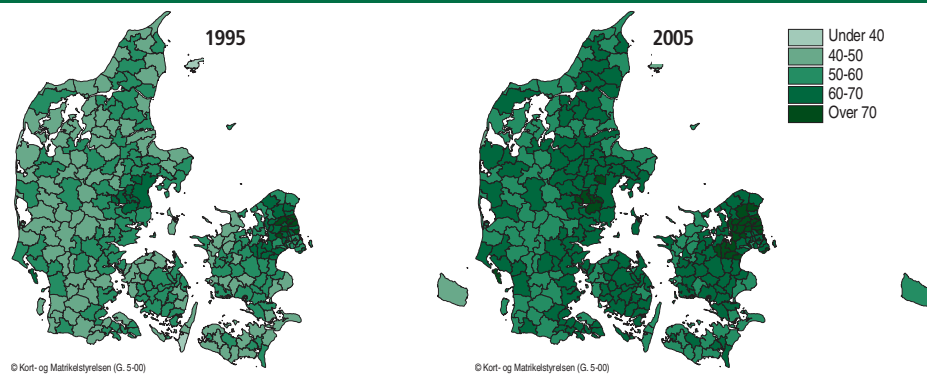 1995
2005
Under 40
40-50
50-60
60-70
Over 70
© Kort- og Matrikelstyrelsen (G. 5-00)
© Kort- og Matrikelstyrelsen (G. 5-00)